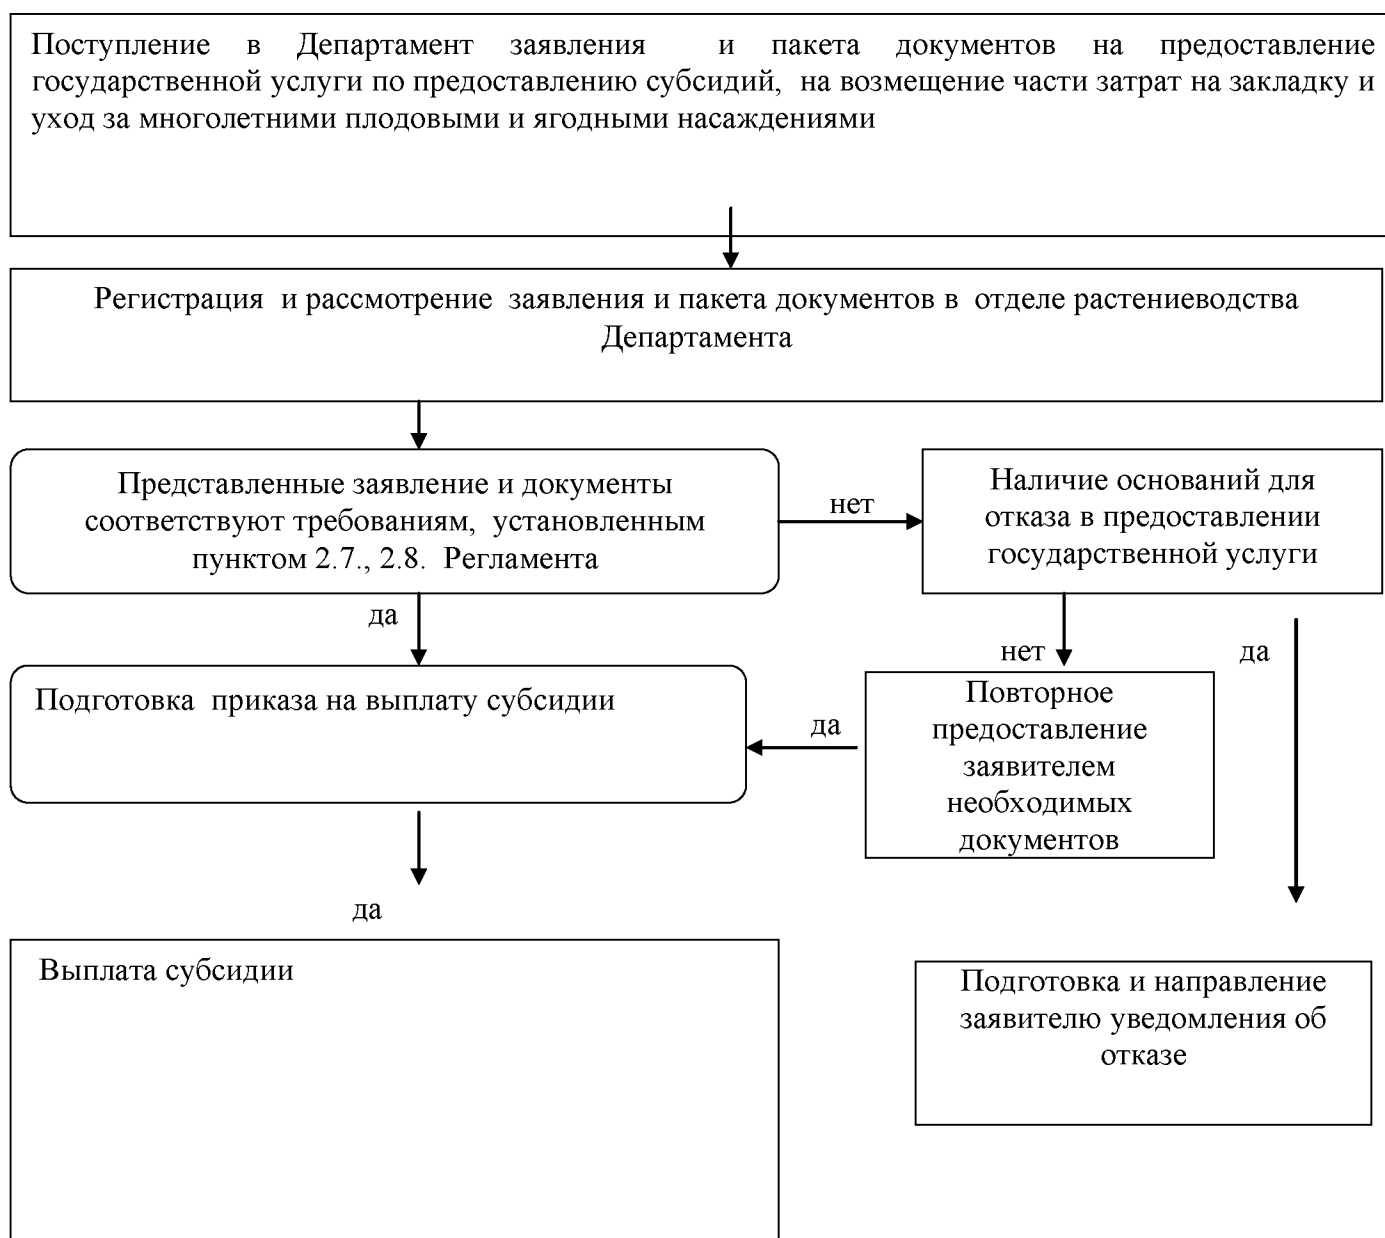 Поступление в Департамент заявления и пакета документов на предоставление
государственной услуги по предоставлению субсидий, на возмещение части затрат на закладку и
уход за многолетними плодовыми и ягодными насаждениями
Регистрация и рассмотрение заявления и пакета документов в отделе растениеводства
Департамента
Представленные заявление и документы
соответствуют требованиям, установленным
пунктом 2.7., 2.8. Регламента
нет
Наличие оснований для
отказа в предоставлении
государственной услуги
да
нет
да
Подготовка приказа на выплату субсидии
да
Повторное
предоставление
заявителем
необходимых
документов
да
Выплата субсидии
Подготовка и направление
заявителю уведомления об
отказе